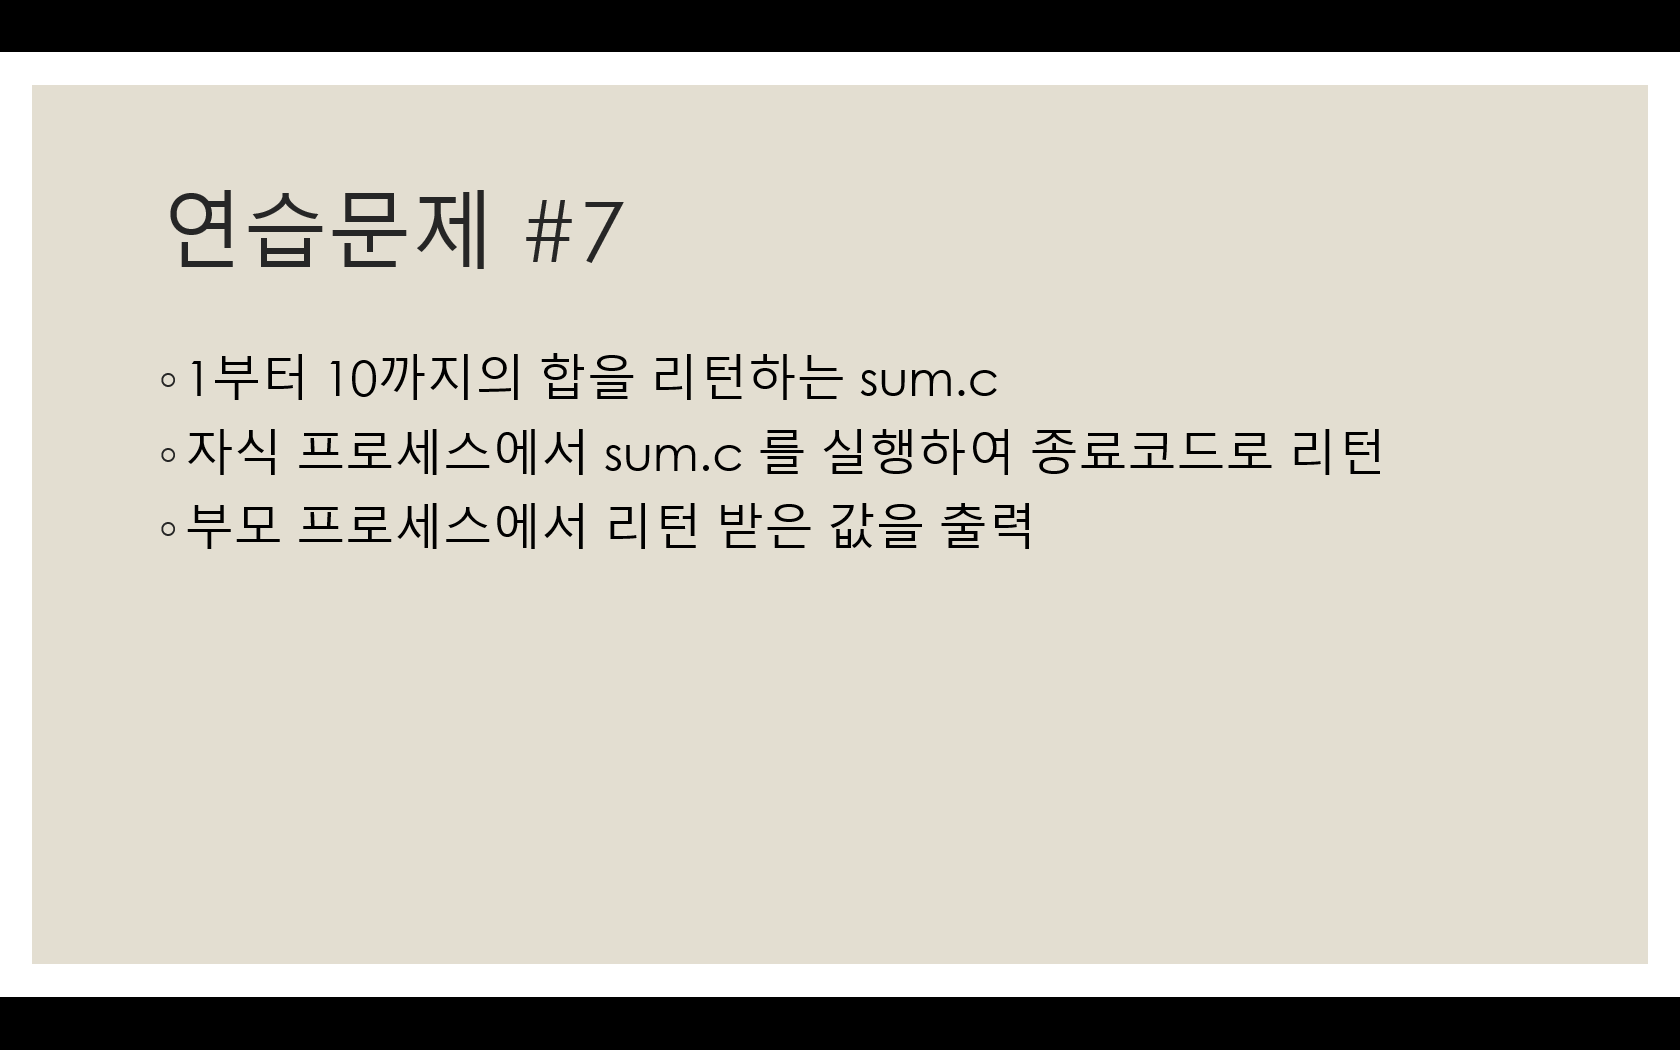 연습문제 #7
◦1부터 10까지의 합을 리턴하는 sum.c
◦자식 프로세스에서 sum.c 를 실행하여 종료코드로 리턴
◦부모 프로세스에서 리턴 받은 값을 출력